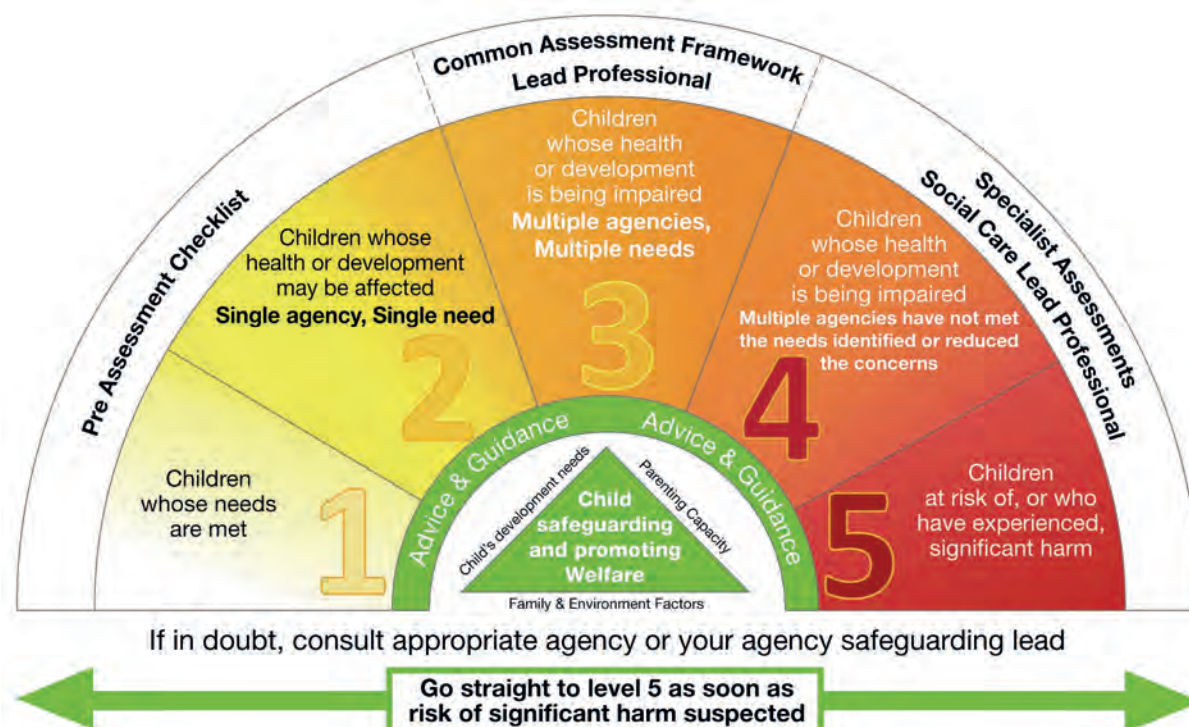 Common Assessment Framework
Lead Professional
Pre Assessment Checklist
Specialist Assessments
Social Care Lead Professional
Children
whose needs
are met
1
Children whose
health or development
may be affected
Single agency, Single need
2
Children
whose health
or development
is being impaired
Multiple agencies,
Multiple needs
3
Children
whose health
or development
is being impaired
Multiple agencies have not met
the needs identified or reduced
the concerns
4
Children
at risk of, or who
have experienced,
significant harm
5
Advice & Guidance
Advice & Guidance
Child's development needs
Parenting Capacity
Child
safeguarding
and promoting
Welfare
Family & Environment Factors
If in doubt, consult appropriate agency or your agency safeguarding lead
Go straight to level 5 as soon as
risk of significant harm suspected